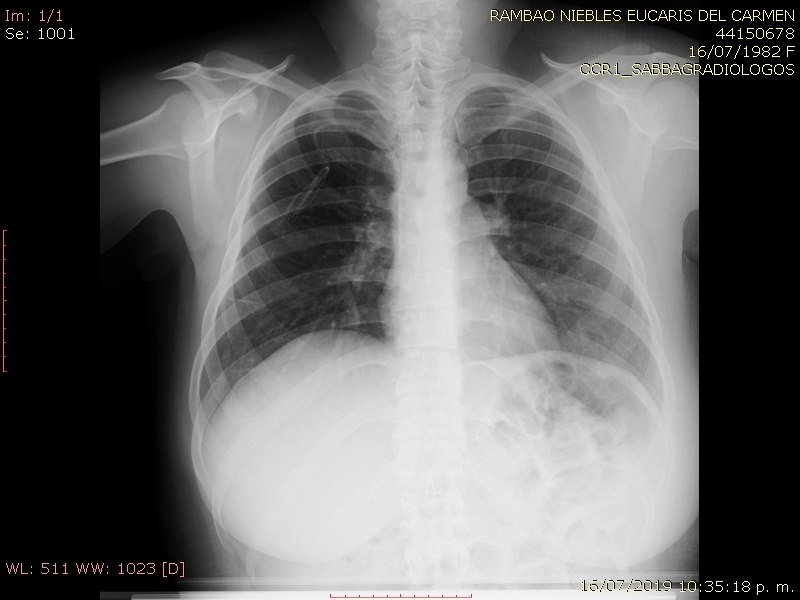 Im: 1/1
Se: 1001
RAMBAO NIEBLES EUCARIS DEL CARMEN
44150678
16/07/1982 F
CCR1_SABBAGRADIOLOGOS
WL: 511 WW: 1023 [D]
16/07/2019 10:35:18 p. m.